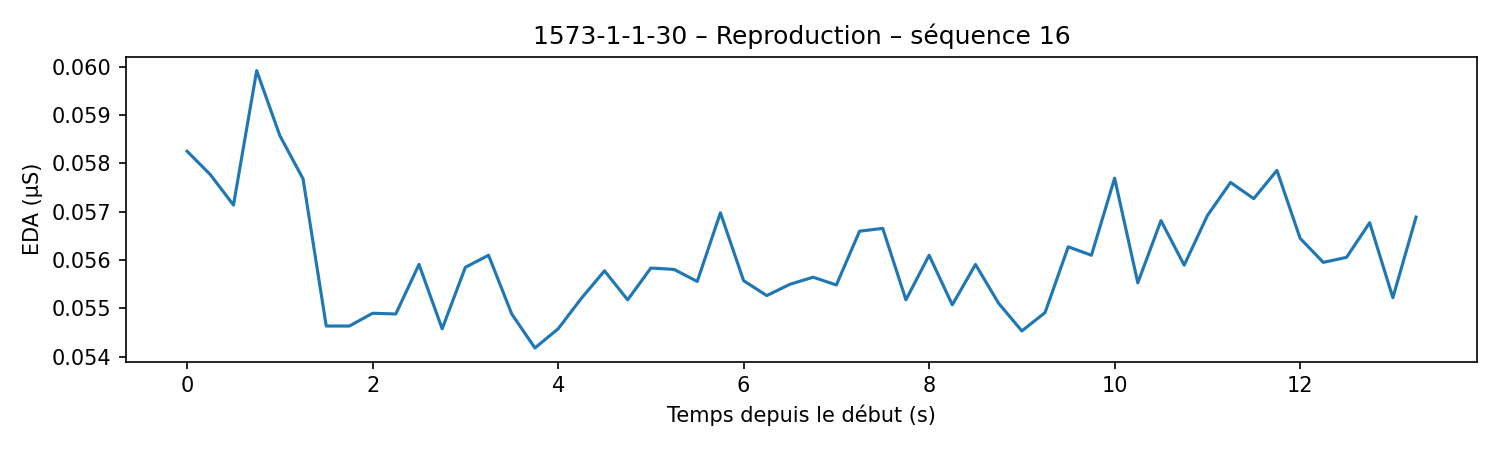 1573-1-1-30 – Reproduction – séquence 16
EDA (µS)
0.060
0.059
0.058
0.057
0.056
0.055
0.054
0 2 4 6 8 10 12
Temps depuis le début (s)